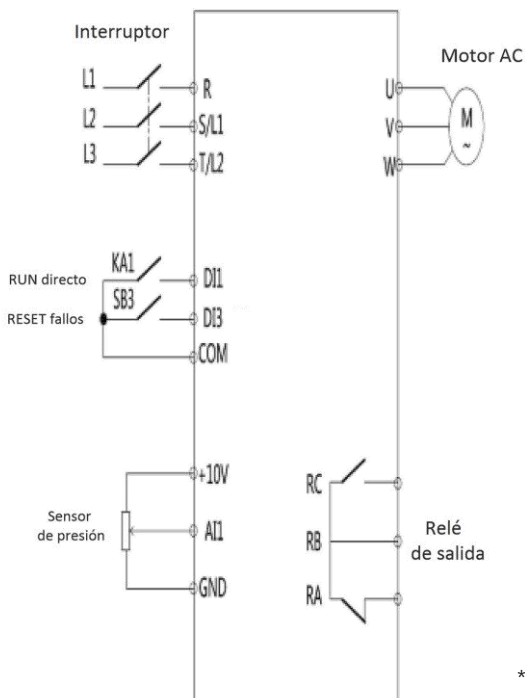 Interruptor
Motor AC
L1
R
U
L2
S/L1
V
M
~
L3
T/L2
W
KA1
RUN directo
DI1
SB3
RESET fallos
DI3
COM
+10V
RC
Sensor
de presión
AI1
RB
Relé
de salida
GND
RA
*